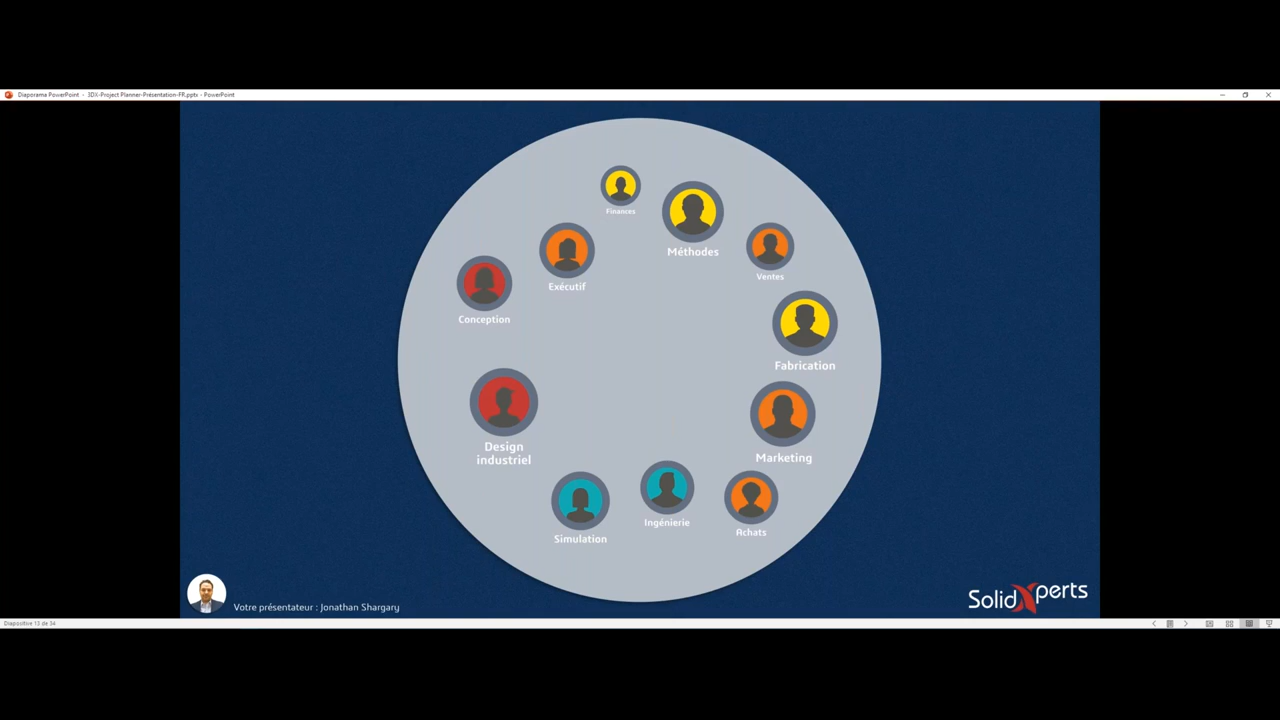 Diaporama PowerPoint - 3DX-Project Planner-Présentation-FR.pptx - PowerPoint
Finances
Méthodes
Ventes
Exécutif
Conception
Fabrication
Design
industriel
Marketing
Simulation
Ingénierie
Achats
Votre présentateur : Jonathan Shargary
SolidXperts
Diapositive 13 de 34